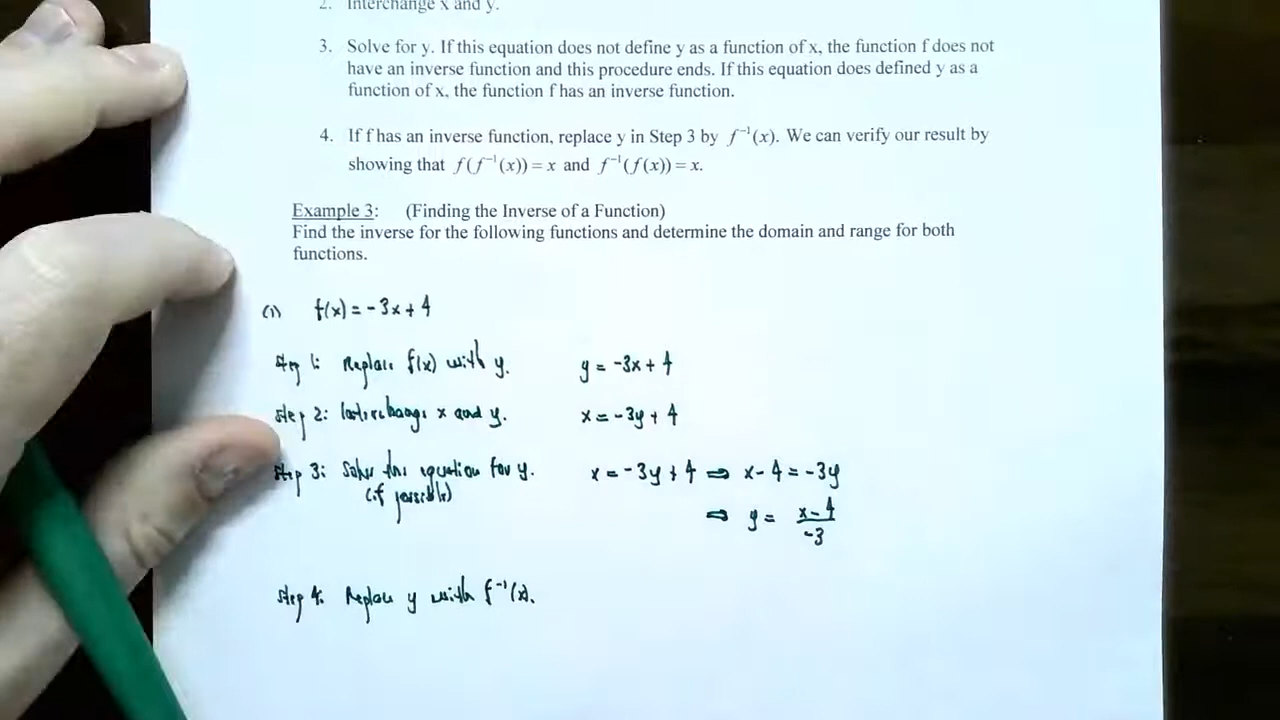 2. Interchange x and y.
3. Solve for y. If this equation does not define y as a function of x, the function f does not
have an inverse function and this procedure ends. If this equation does defined y as a
function of x, the function f has an inverse function.
4. If f has an inverse function, replace y in Step 3 by f⁻¹(x). We can verify our result by
showing that f(f⁻¹(x)) = x and f⁻¹(f(x)) = x.
Example 3: (Finding the Inverse of a Function)
Find the inverse for the following functions and determine the domain and range for both
functions.
(1) f(x) = -3x + 4
Step 1: Replace f(x) with y. y = -3x + 4
Step 2: Interchange x and y. x = -3y + 4
Step 3: Solve this equation for y. x = -3y + 4 ⇒ x - 4 = -3y
(if possible) ⇒ y = (x-4)/-3
Step 4: Replace y with f⁻¹(x).